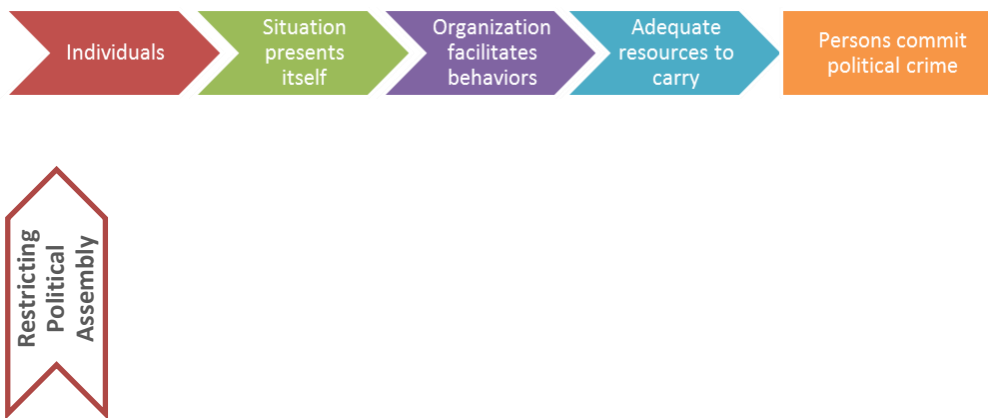 Individuals
Situation
presents
itself
Organization
facilitates
behaviors
Adequate
resources to
carry
Persons commit
political crime
Restricting
Political
Assembly